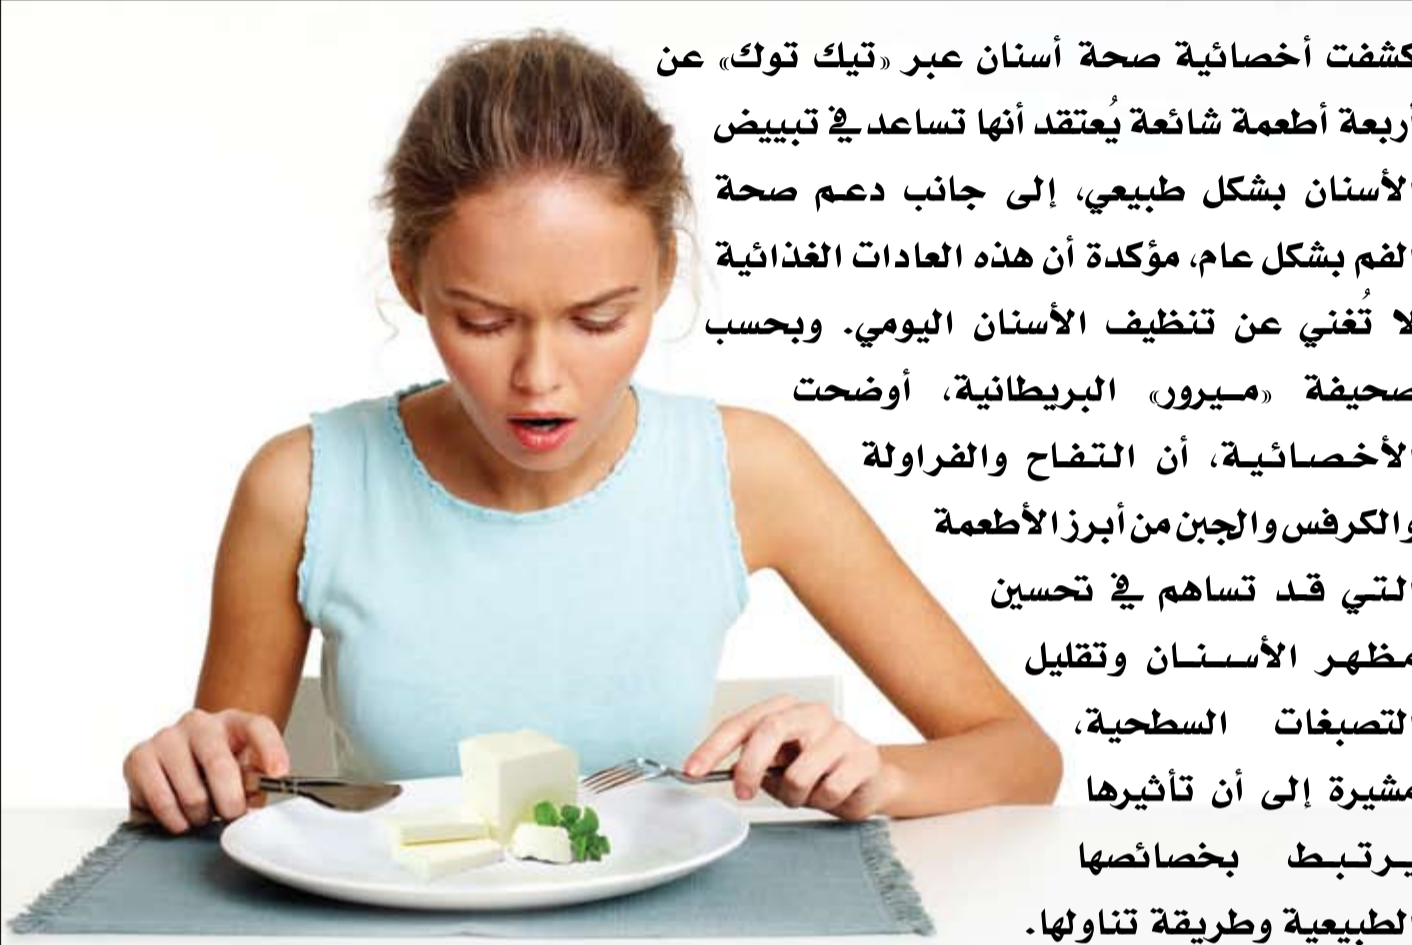 كشفت أخصائية صحة أسنان عبر «تيك توك» عن
أربعة أطعمة شائعة يُعتقد أنها تساعد في تبييض
الأسنان بشكل طبيعي، إلى جانب دعم صحة
الفم بشكل عام، مؤكدة أن هذه العادات الغذائية
لا تُغني عن تنظيف الأسنان اليومي. وبحسب
صحيفة «ميرور» البريطانية، أوضحت
الأخصائية، أن التفاح والفراولة
والكرفس والجبن من أبرز الأطعمة
التي قد تساهم في تحسين
مظهر الأسنان وتقليل
التصبغات السطحية،
مشيرة إلى أن تأثيرها
يرتبط بخصائصها
الطبيعية وطريقة تناولها.